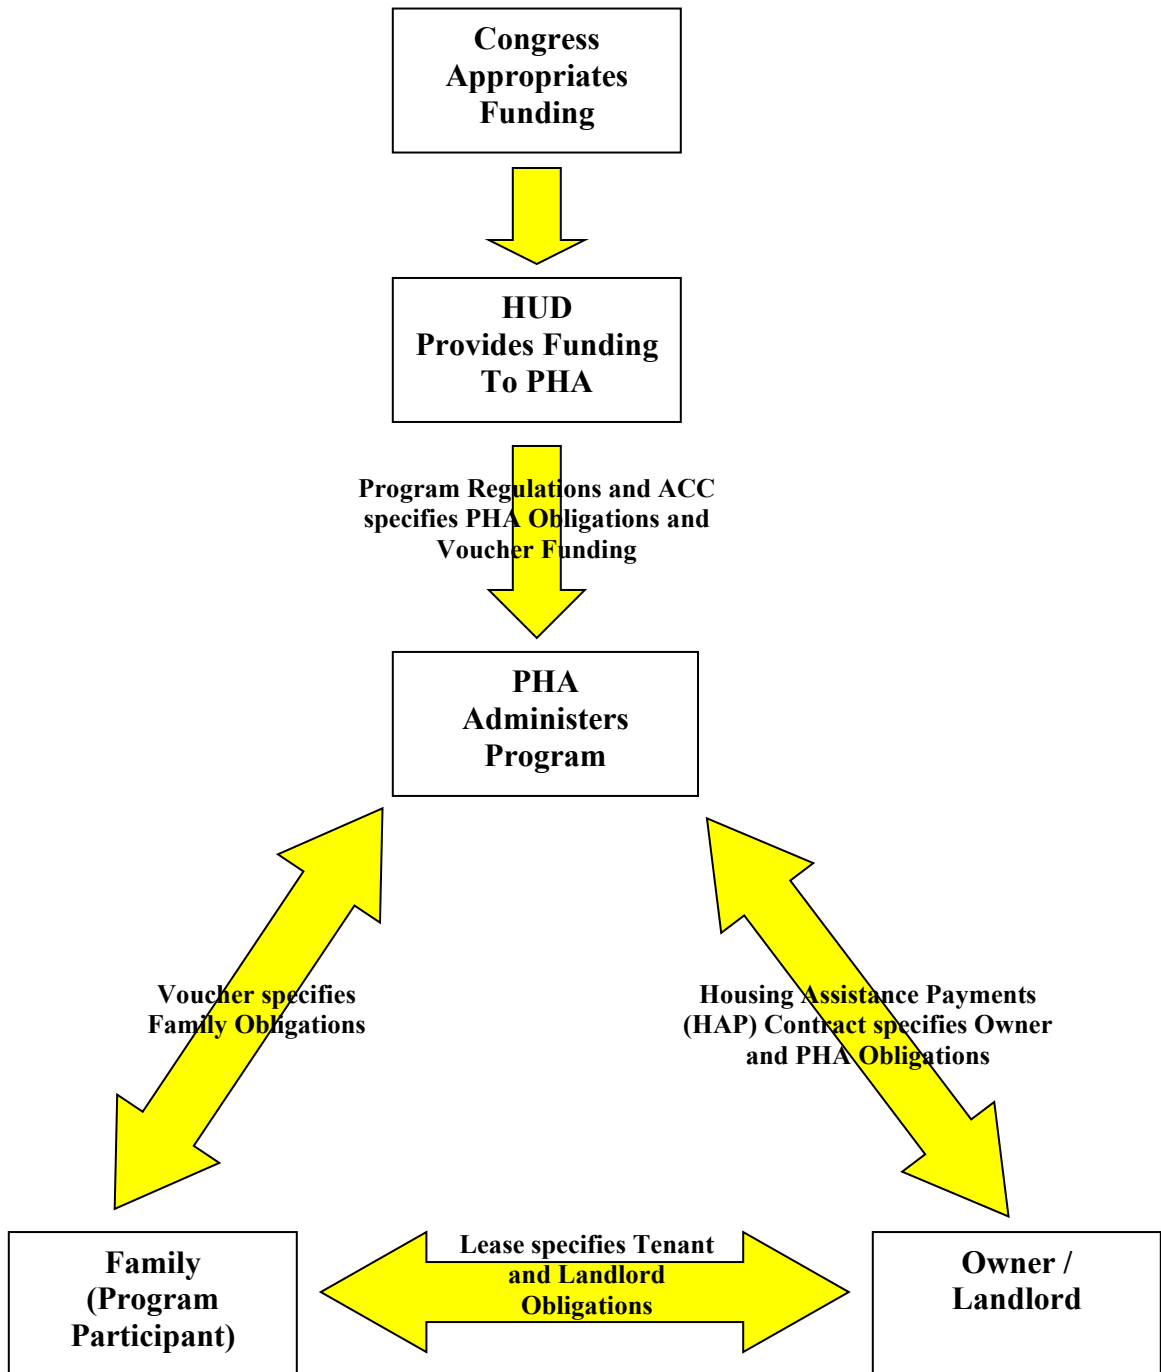 Congress
Appropriates
Funding
HUD
Provides Funding
To PHA
Program Regulations and ACC
specifies PHA Obligations and
Voucher Funding
PHA
Administers
Program
Voucher specifies
Family Obligations
Housing Assistance Payments
(HAP) Contract specifies Owner
and PHA Obligations
Family
(Program
Participant)
Lease specifies Tenant
and Landlord
Obligations
Owner /
Landlord